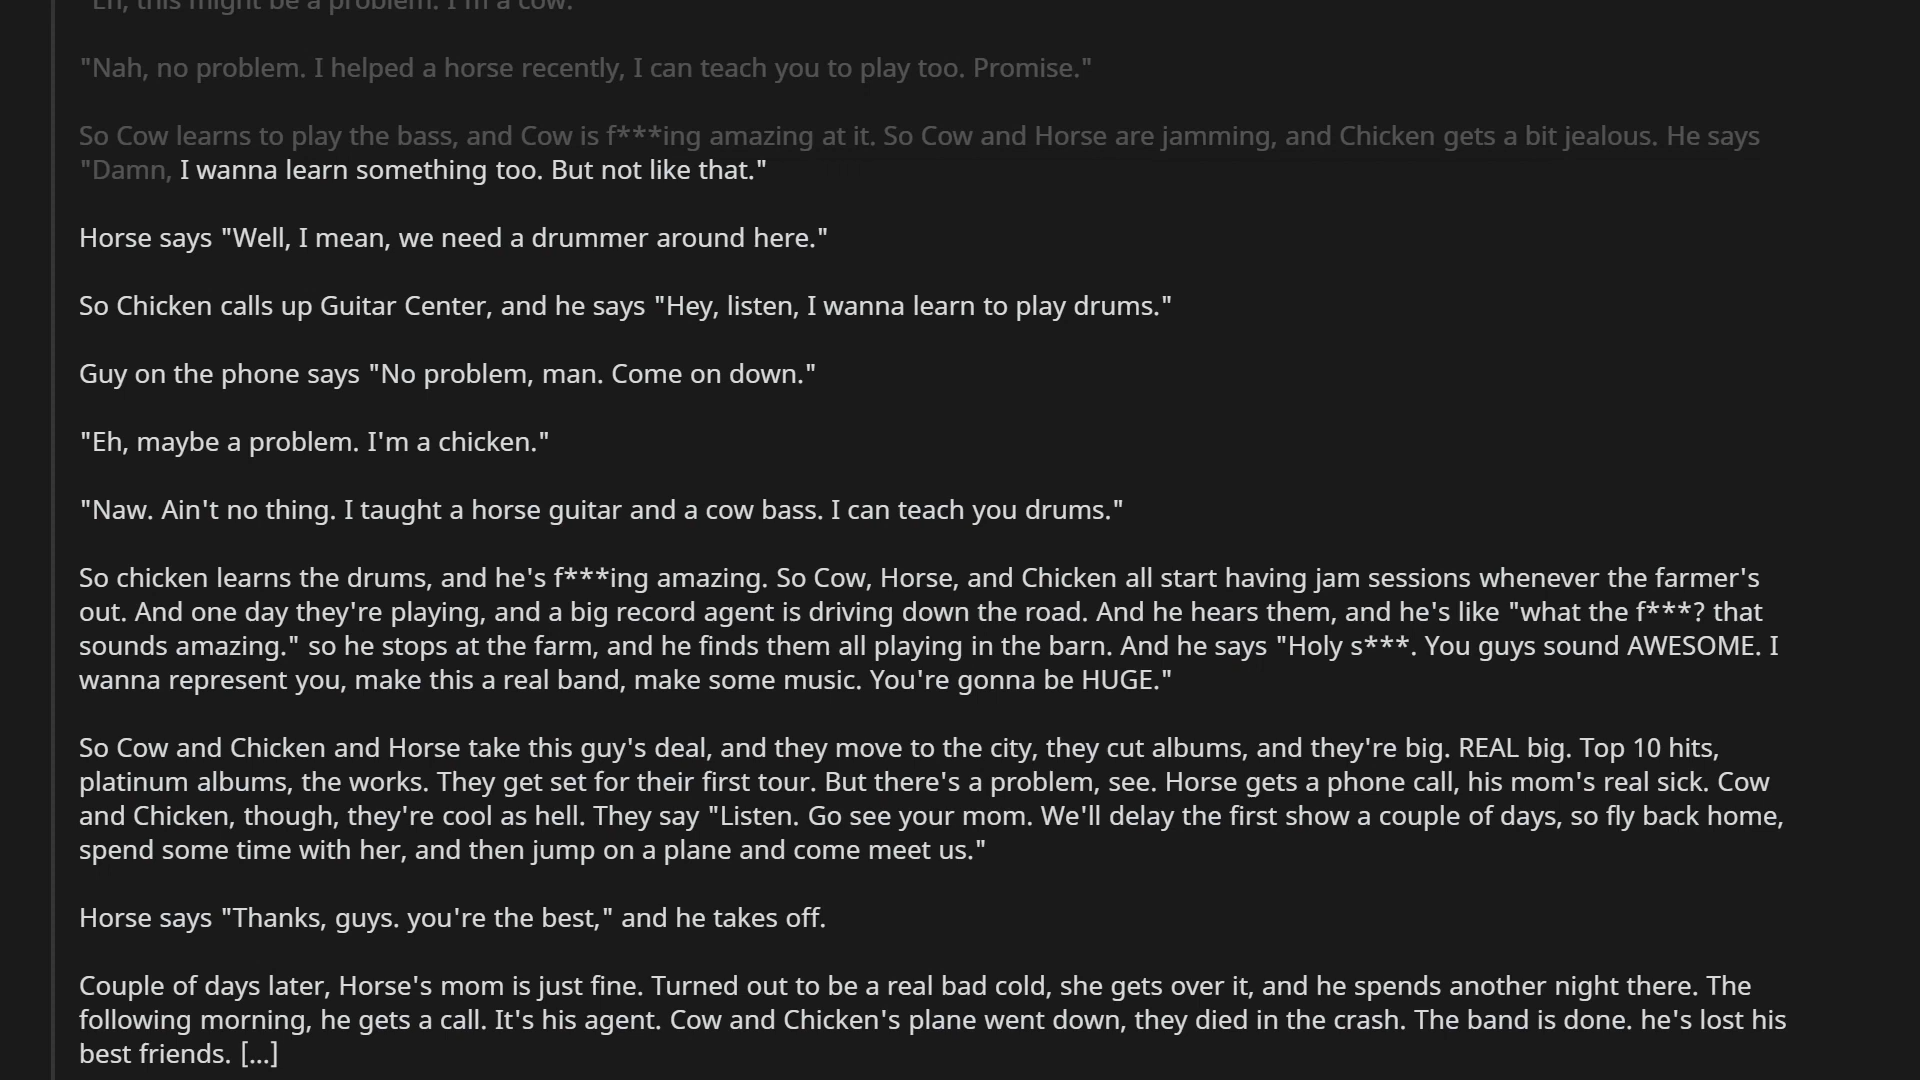 "Eh, this might be a problem. I'm a cow."
"Nah, no problem. I helped a horse recently, I can teach you to play too. Promise."
So Cow learns to play the bass, and Cow is f***ing amazing at it. So Cow and Horse are jamming, and Chicken gets a bit jealous. He says
"Damn, I wanna learn something too. But not like that."
Horse says "Well, I mean, we need a drummer around here."
So Chicken calls up Guitar Center, and he says "Hey, listen, I wanna learn to play drums."
Guy on the phone says "No problem, man. Come on down."
"Eh, maybe a problem. I'm a chicken."
"Naw. Ain't no thing. I taught a horse guitar and a cow bass. I can teach you drums."
So chicken learns the drums, and he's f***ing amazing. So Cow, Horse, and Chicken all start having jam sessions whenever the farmer's
out. And one day they're playing, and a big record agent is driving down the road. And he hears them, and he's like "what the f***? that
sounds amazing." so he stops at the farm, and he finds them all playing in the barn. And he says "Holy s***. You guys sound AWESOME. I
wanna represent you, make this a real band, make some music. You're gonna be HUGE."
So Cow and Chicken and Horse take this guy's deal, and they move to the city, they cut albums, and they're big. REAL big. Top 10 hits,
platinum albums, the works. They get set for their first tour. But there's a problem, see. Horse gets a phone call, his mom's real sick. Cow
and Chicken, though, they're cool as hell. They say "Listen. Go see your mom. We'll delay the first show a couple of days, so fly back home,
spend some time with her, and then jump on a plane and come meet us."
Horse says "Thanks, guys. you're the best," and he takes off.
Couple of days later, Horse's mom is just fine. Turned out to be a real bad cold, she gets over it, and he spends another night there. The
following morning, he gets a call. It's his agent. Cow and Chicken's plane went down, they died in the crash. The band is done. he's lost his
best friends. [...]